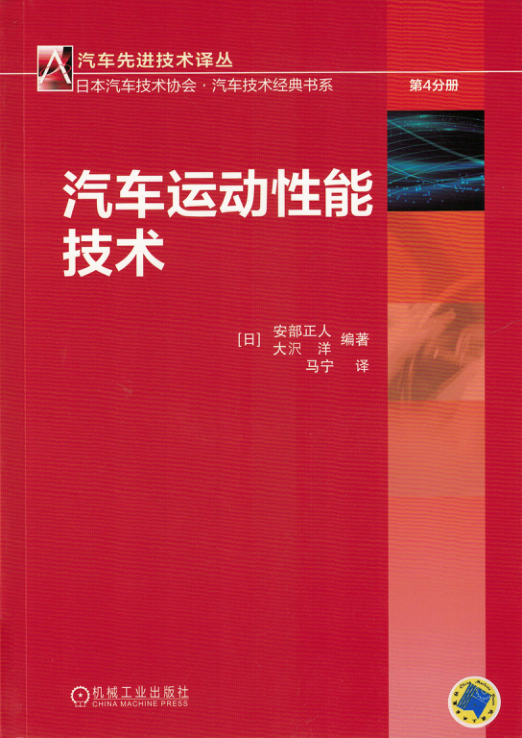 汽车先进技术译丛
日本汽车技术协会·汽车技术经典书系
第4分册
汽车运动性能
技术
[日] 安部正人 编著
大沢 洋
马宁 译
机械工业出版社
CHINA MACHINE PRESS